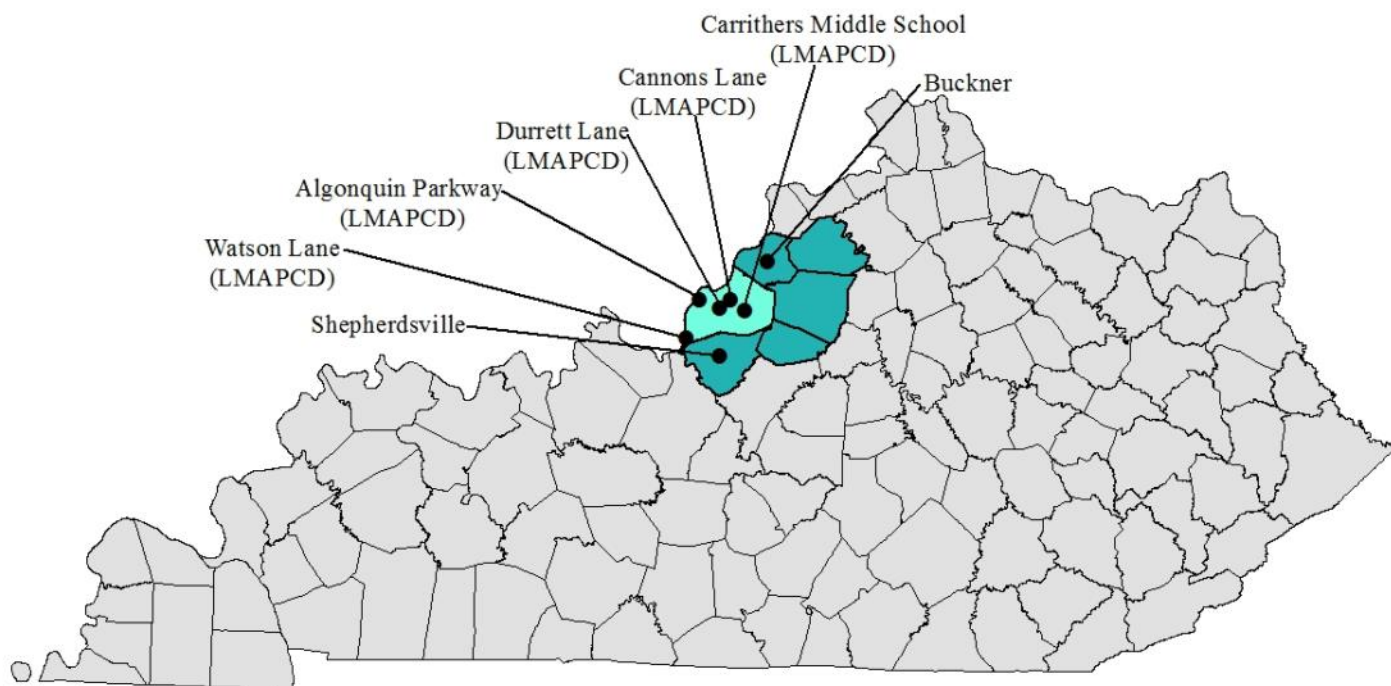 Carrithers Middle School
(LMAPCD)
Cannons Lane
(LMAPCD)
Buckner
Durrett Lane
(LMAPCD)
Algonquin Parkway
(LMAPCD)
Watson Lane
(LMAPCD)
Shepherdsville